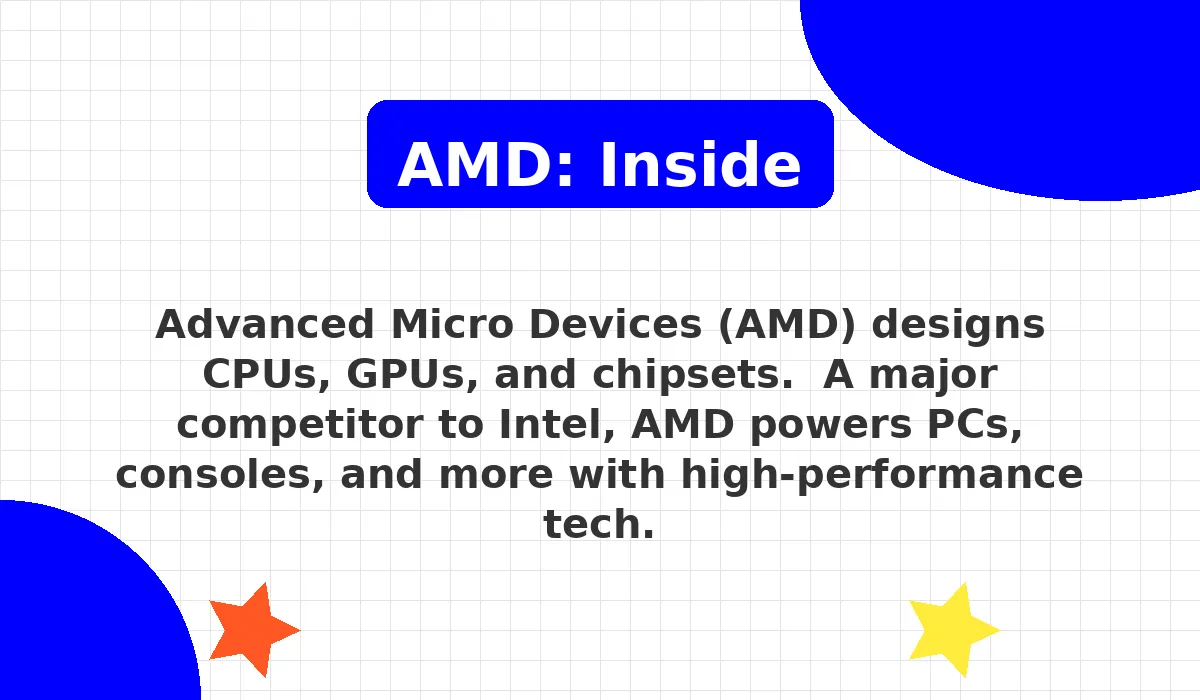 AMD: Inside
Advanced Micro Devices (AMD) designs
CPUs, GPUs, and chipsets.  A major
competitor to Intel, AMD powers PCs,
consoles, and more with high-performance
tech.